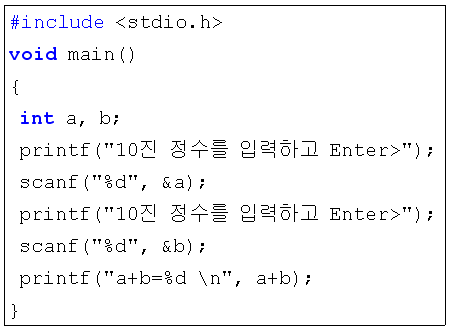 #include <stdio.h>
void main()
{
int a, b;
printf("10진 정수를 입력하고 Enter>");
scanf("%d", &a);
printf("10진 정수를 입력하고 Enter>");
scanf("%d", &b);
printf("a+b=%d \n", a+b);
}